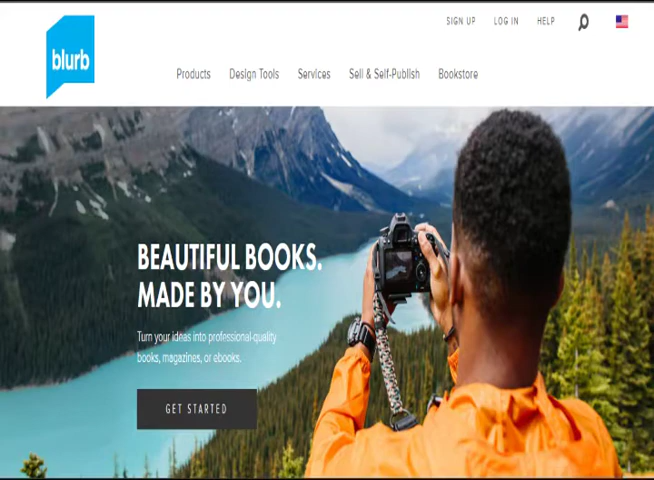 SIGN UP LOG IN HELP
blurb
Products Design Tools Services Sell & Self-Publish Bookstore
BEAUTIFUL BOOKS.
MADE BY YOU.
Turn your ideas into professional-quality
books, magazines, or ebooks.
GET STARTED